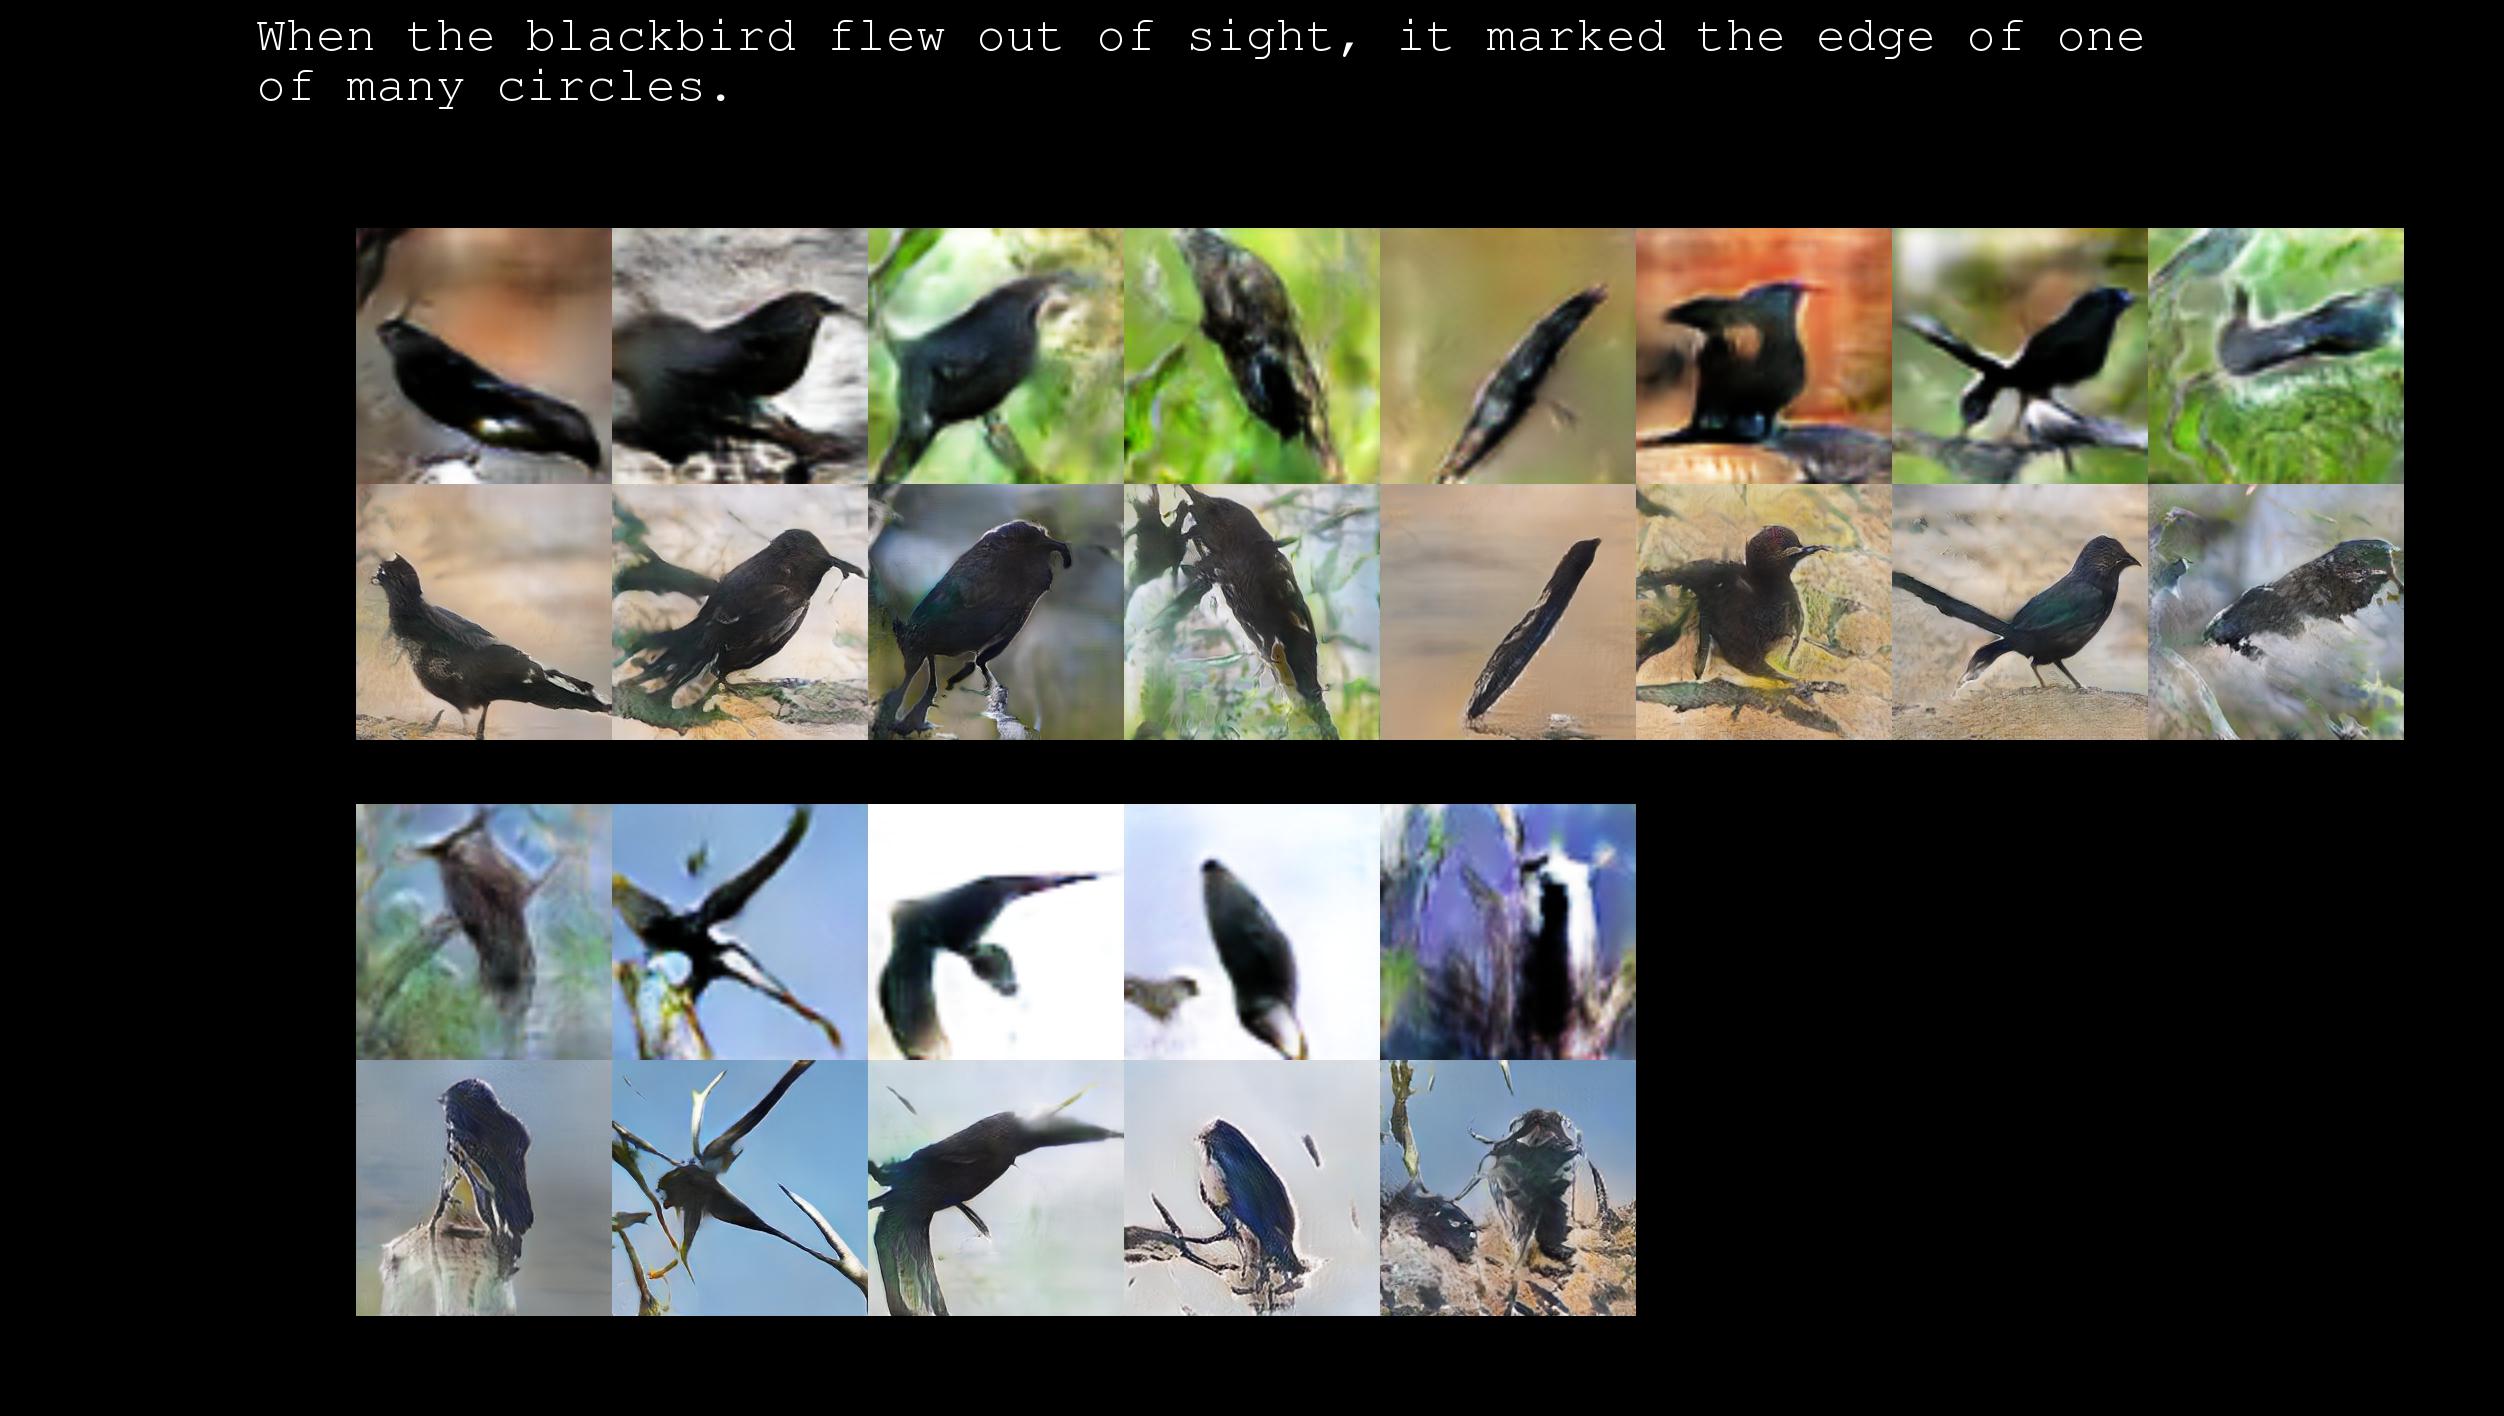 When the blackbird flew out of sight, it marked the edge of one
of many circles.